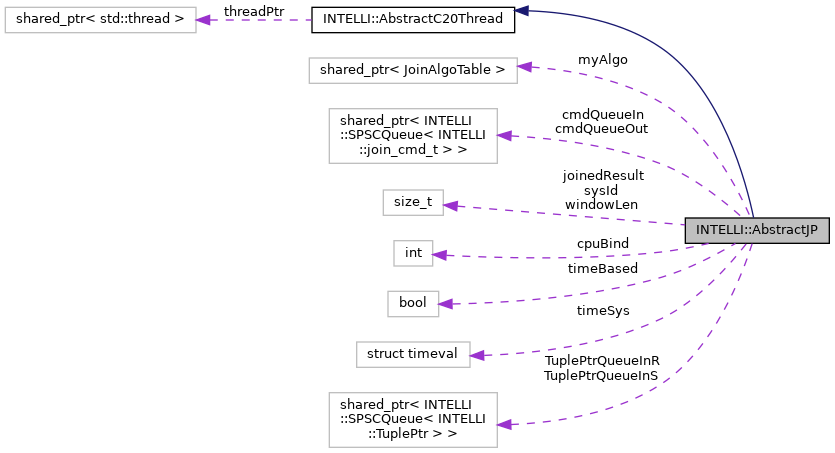 shared_ptr< std::thread >
threadPtr
INTELLI::AbstractC20Thread
shared_ptr< JoinAlgoTable >
myAlgo
shared_ptr< INTELLI
::SPSCQueue< INTELLI
::join_cmd_t > >
cmdQueueIn
cmdQueueOut
size_t
joinedResult
sysId
windowLen
INTELLI::AbstractJP
int
cpuBind
bool
timeBased
struct timeval
timeSys
shared_ptr< INTELLI
::SPSCQueue< INTELLI
::TuplePtr > >
TuplePtrQueueInR
TuplePtrQueueInS